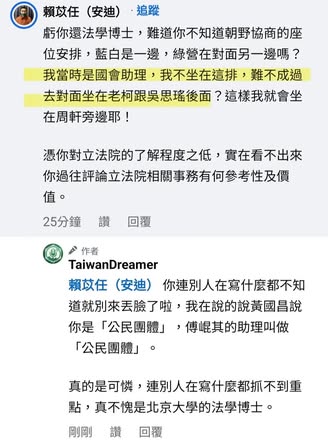 賴苡任（安迪）・追蹤
虧你還法學博士，難道你不知道朝野協商的座
位安排，藍白是一邊，綠營在對面另一邊嗎？
我當時是國會助理，我不坐在這排，難不成過
去對面坐在老柯跟吳思瑤後面？這樣我就會坐
在周軒旁邊耶！
憑你對立法院的了解程度之低，實在看不出來
你過往評論立法院相關事務有何參考性及價
值。
25分鐘 讚 回覆
作者
TaiwanDreamer
賴苡任（安迪） 你連別人在寫什麼都不知
道就別來丟臉了啦，我在說的說黃國昌說
你是「公民團體」，傅崐萁的助理叫做
「公民團體」。
真的是可憐，連別人在寫什麼都抓不到重
點，真不愧是北京大學的法學博士。
剛剛 讚 回覆